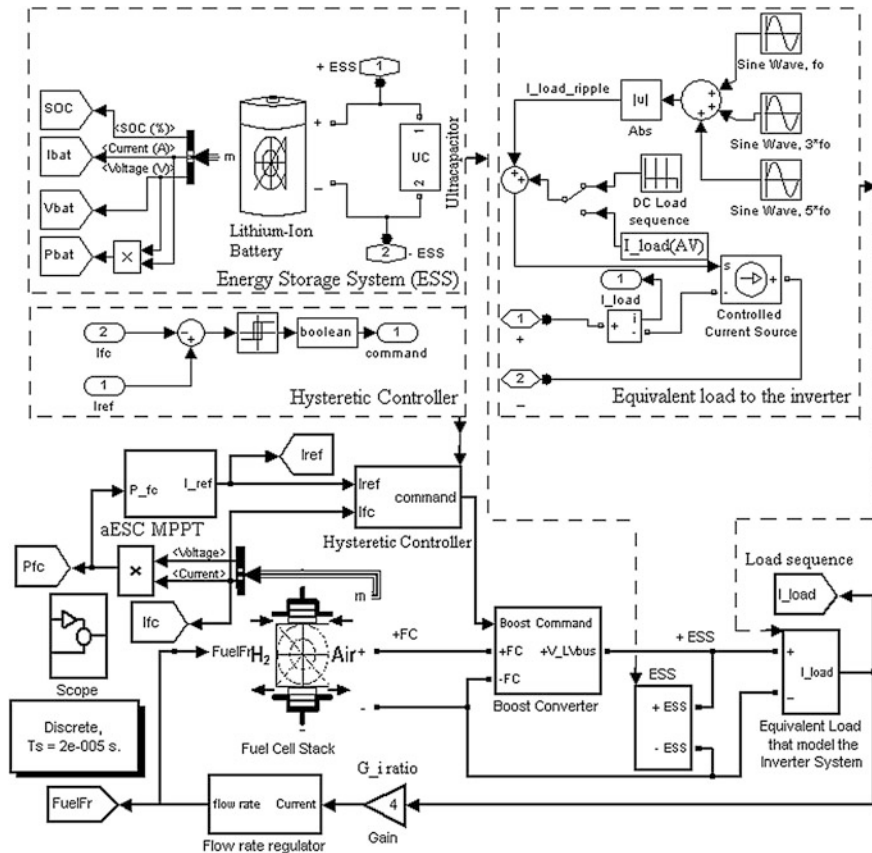 + ESS
1
SOC
<SOC (%)>
Ibat
<Current (A)>
<Voltage (V)>
m
Vbat
Pbat
×
+
−
1
UC
2
Ultracapacitor
2
- ESS
Lithium-Ion
Battery
Energy Storage System (ESS)
Sine Wave, fo
I_load_ripple
|u|
Abs
+
+
+
Sine Wave, 3*fo
Sine Wave, 5*fo
+
+
DC Load
sequence
I_load(AV)
1
I_load
s
-
+
Controlled
Current Source
1
+
+
i
-
2
−
Equivalent load to the inverter
2
Ifc
−
+
boolean
1
command
1
Iref
Hysteretic Controller
Iref
P_fc
I_ref
aESC MPPT
Iref
Ifc
command
Hysteretic Controller
Pfc
×
<Voltage>
<Current>
m
Ifc
Scope
Discrete,
Ts = 2e-005 s.
FuelFr
H2
Air
+
-
Fuel Cell Stack
+FC
Boost Command
+FC
+V_LVbus
-FC
Boost Converter
+ ESS
ESS
+ ESS
- ESS
Load sequence
I_load
+
I_load
−
Equivalent Load
that model the
Inverter System
FuelFr
flow rate
Current
Flow rate regulator
G_i ratio
4
Gain